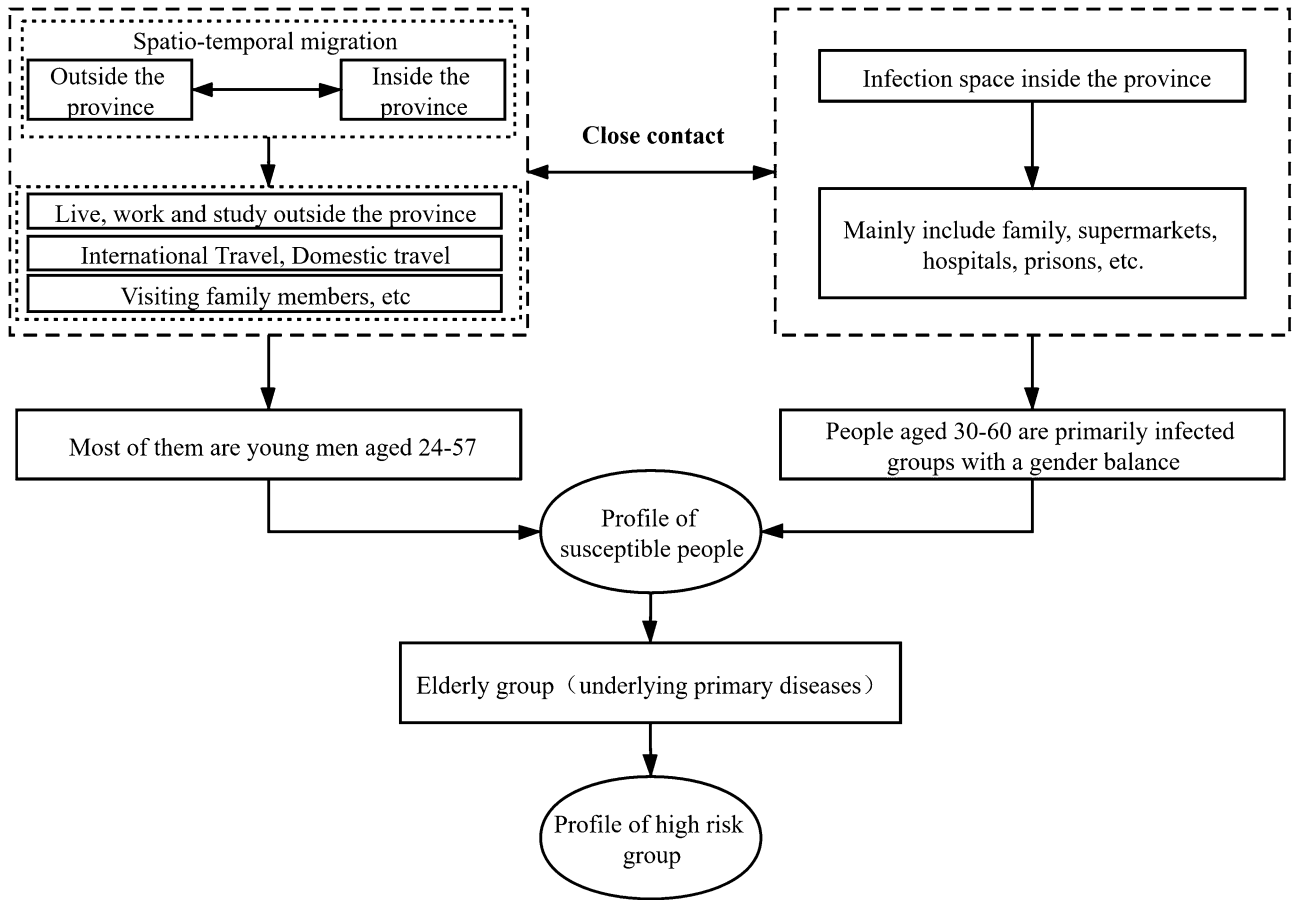 Spatio-temporal migration
Outside the
province
Inside the
province
Live, work and study outside the province
International Travel, Domestic travel
Visiting family members, etc
Close contact
Infection space inside the province
Mainly include family, supermarkets,
hospitals, prisons, etc.
Most of them are young men aged 24-57
People aged 30-60 are primarily infected
groups with a gender balance
Profile of
susceptible people
Elderly group（underlying primary diseases）
Profile of high risk
group